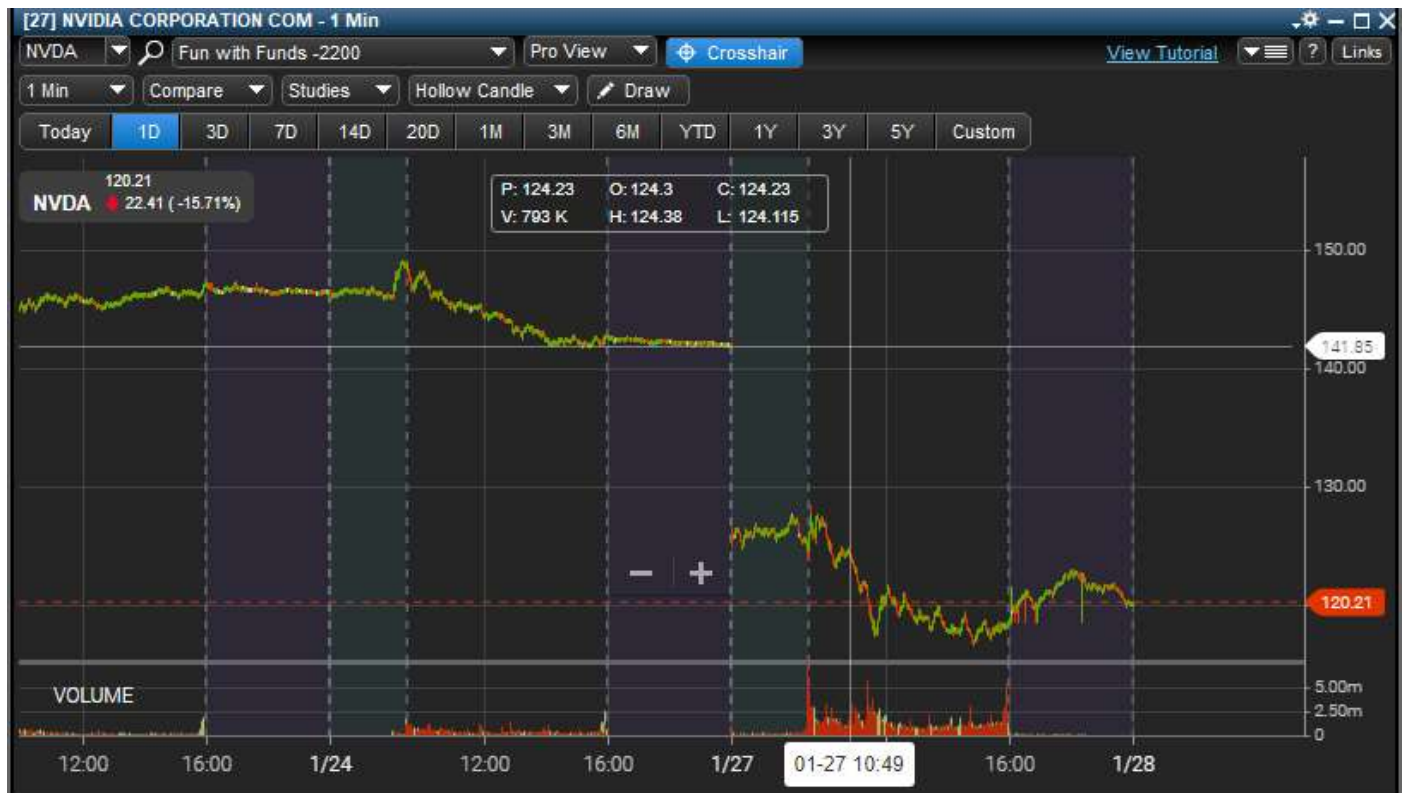 [27] NVIDIA CORPORATION COM - 1 Min
NVDA Fun with Funds -2200 Pro View Crosshair View Tutorial ? Links
1 Min Compare Studies Hollow Candle Draw
Today 1D 3D 7D 14D 20D 1M 3M 6M YTD 1Y 3Y 5Y Custom
120.21
NVDA 22.41 ( -15.71%)
P: 124.23 O: 124.3 C: 124.23
V: 793 K H: 124.38 L: 124.115
150.00
141.85
140.00
130.00
120.21
VOLUME
5.00m
2.50m
0
12:00 16:00 1/24 12:00 16:00 1/27 01-27 10:49 16:00 1/28